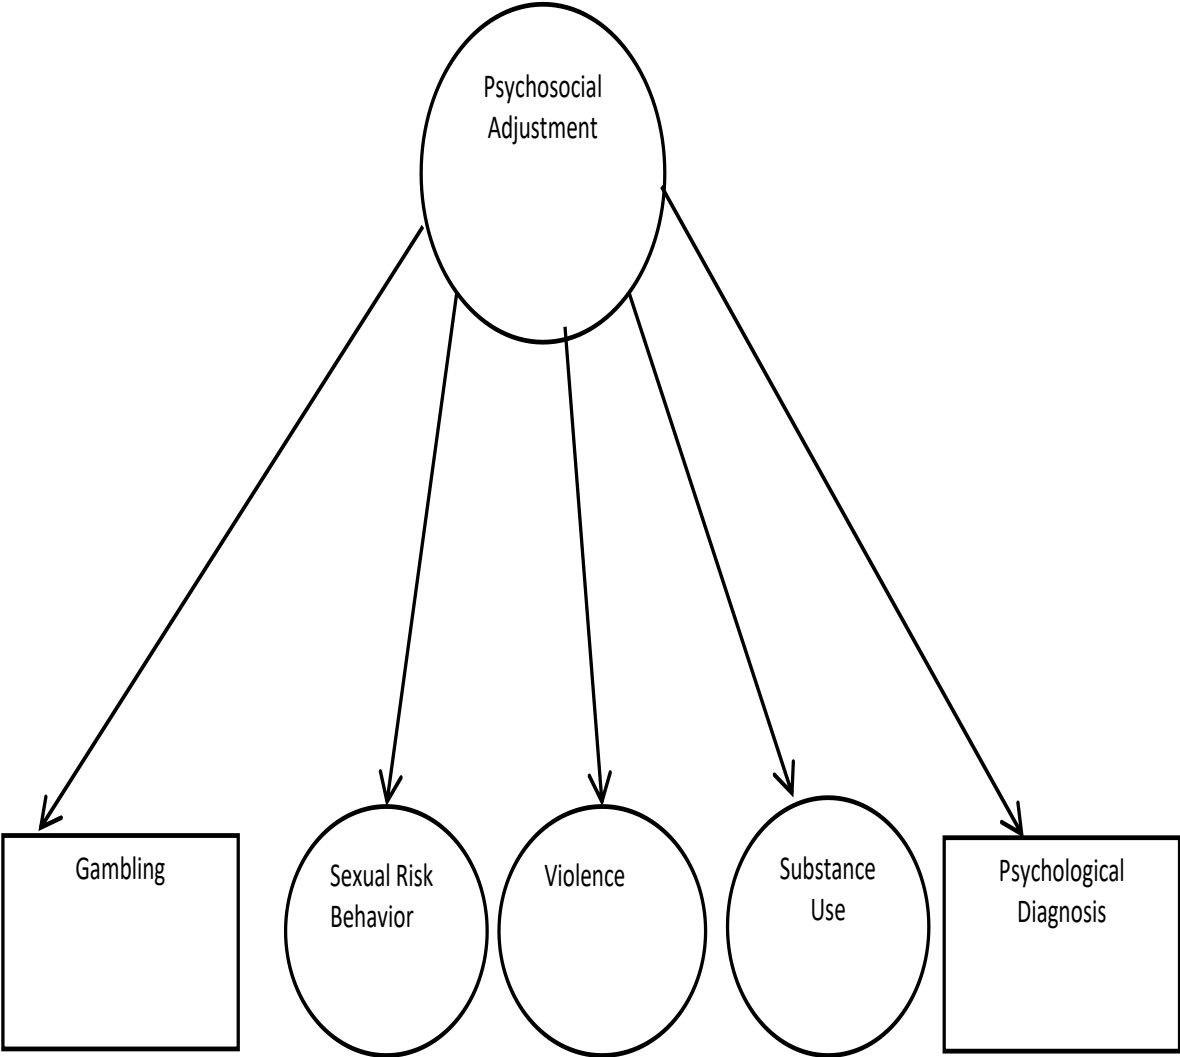 Psychosocial
Adjustment
Gambling
Sexual Risk
Behavior
Violence
Substance
Use
Psychological
Diagnosis